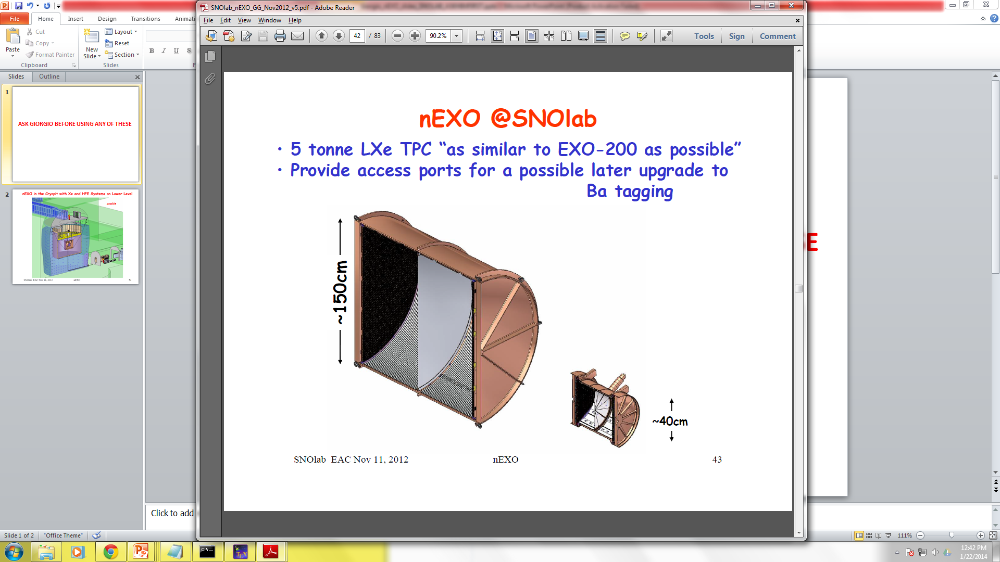 SNOlab_nEXO_GG_Nov2012_v5.pdf - Adobe Reader
File
Home
Insert
Design
Transitions
Animati
File Edit View Window Help
Paste
Cut
Copy
Format Painter
Clipboard
New
Slide
Layout
Reset
Section
Slides
B I U S
F
42 / 83
90.2%
Tools
Sign
Comment
Slides
Outline
1
ASK GIORGIO BEFORE USING ANY OF THESE
2
nEXO in the Cryopit with Xe and HFE Systems on Lower Level
possible
SNOlab EAC Nov 11, 2012
nEXO
nEXO @SNOlab
• 5 tonne LXe TPC “as similar to EXO-200 as possible”
• Provide access ports for a possible later upgrade to
Ba tagging
~150cm
~40cm
SNOlab EAC Nov 11, 2012
nEXO
43
E
Click to add
Slide 1 of 2
"Office Theme"
111%
C:\_
TEX
12:42 PM
1/22/2014